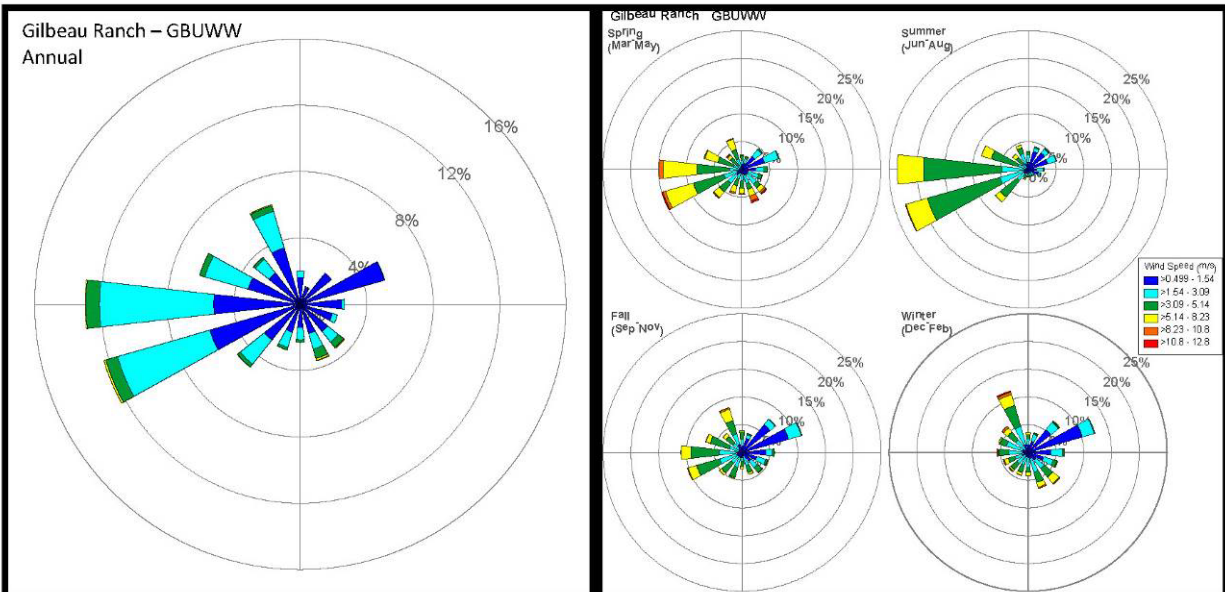 Gilbeau Ranch – GBUWW
Annual
16%
12%
8%
4%
Gilbeau Ranch GBUWW
Spring
(Mar-May)
25%
20%
15%
10%
Summer
(Jun-Aug)
25%
20%
15%
10%
5%
0%
Wind Speed (m/s)
>0.499 - 1.54
>1.54 - 3.09
>3.09 - 5.14
>5.14 - 8.23
>8.23 - 10.8
>10.8 - 12.8
Fall
(Sep-Nov)
25%
20%
15%
10%
Winter
(Dec-Feb)
25%
20%
15%
10%